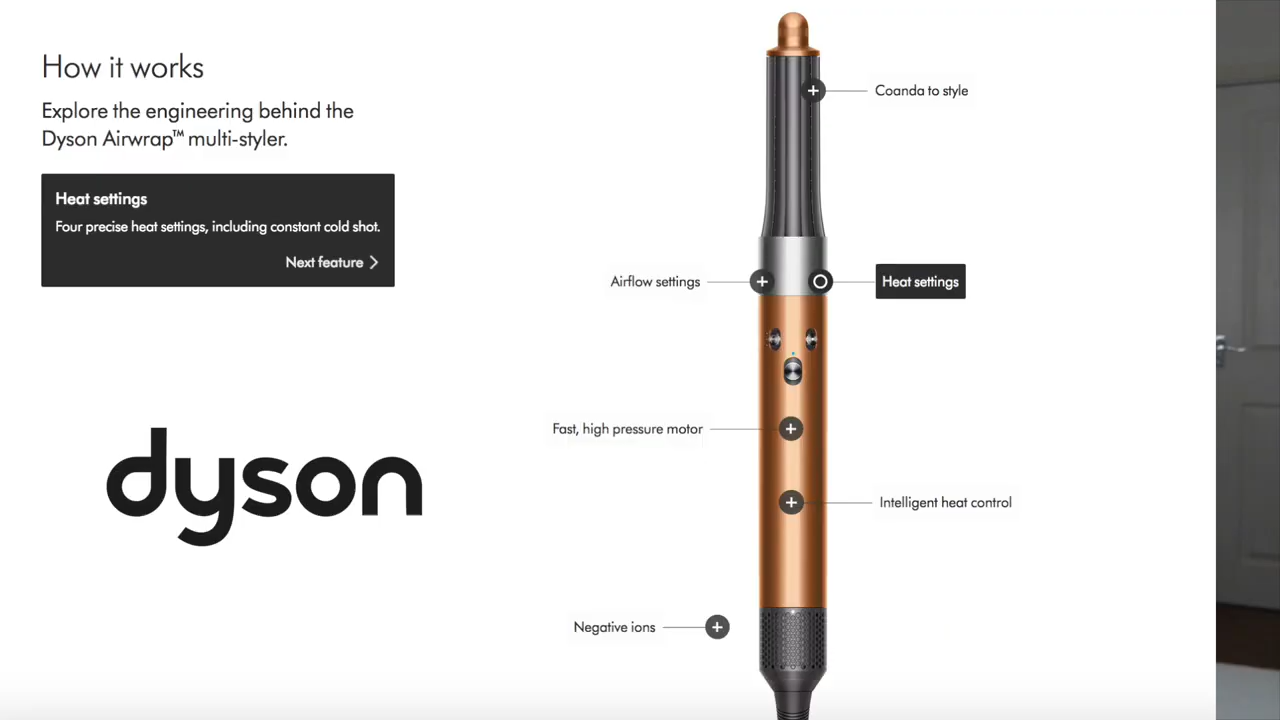 How it works
Explore the engineering behind the
Dyson Airwrap™ multi-styler.
Heat settings
Four precise heat settings, including constant cold shot.
Next feature
dyson
Coanda to style
Airflow settings
Heat settings
Fast, high pressure motor
Intelligent heat control
Negative ions